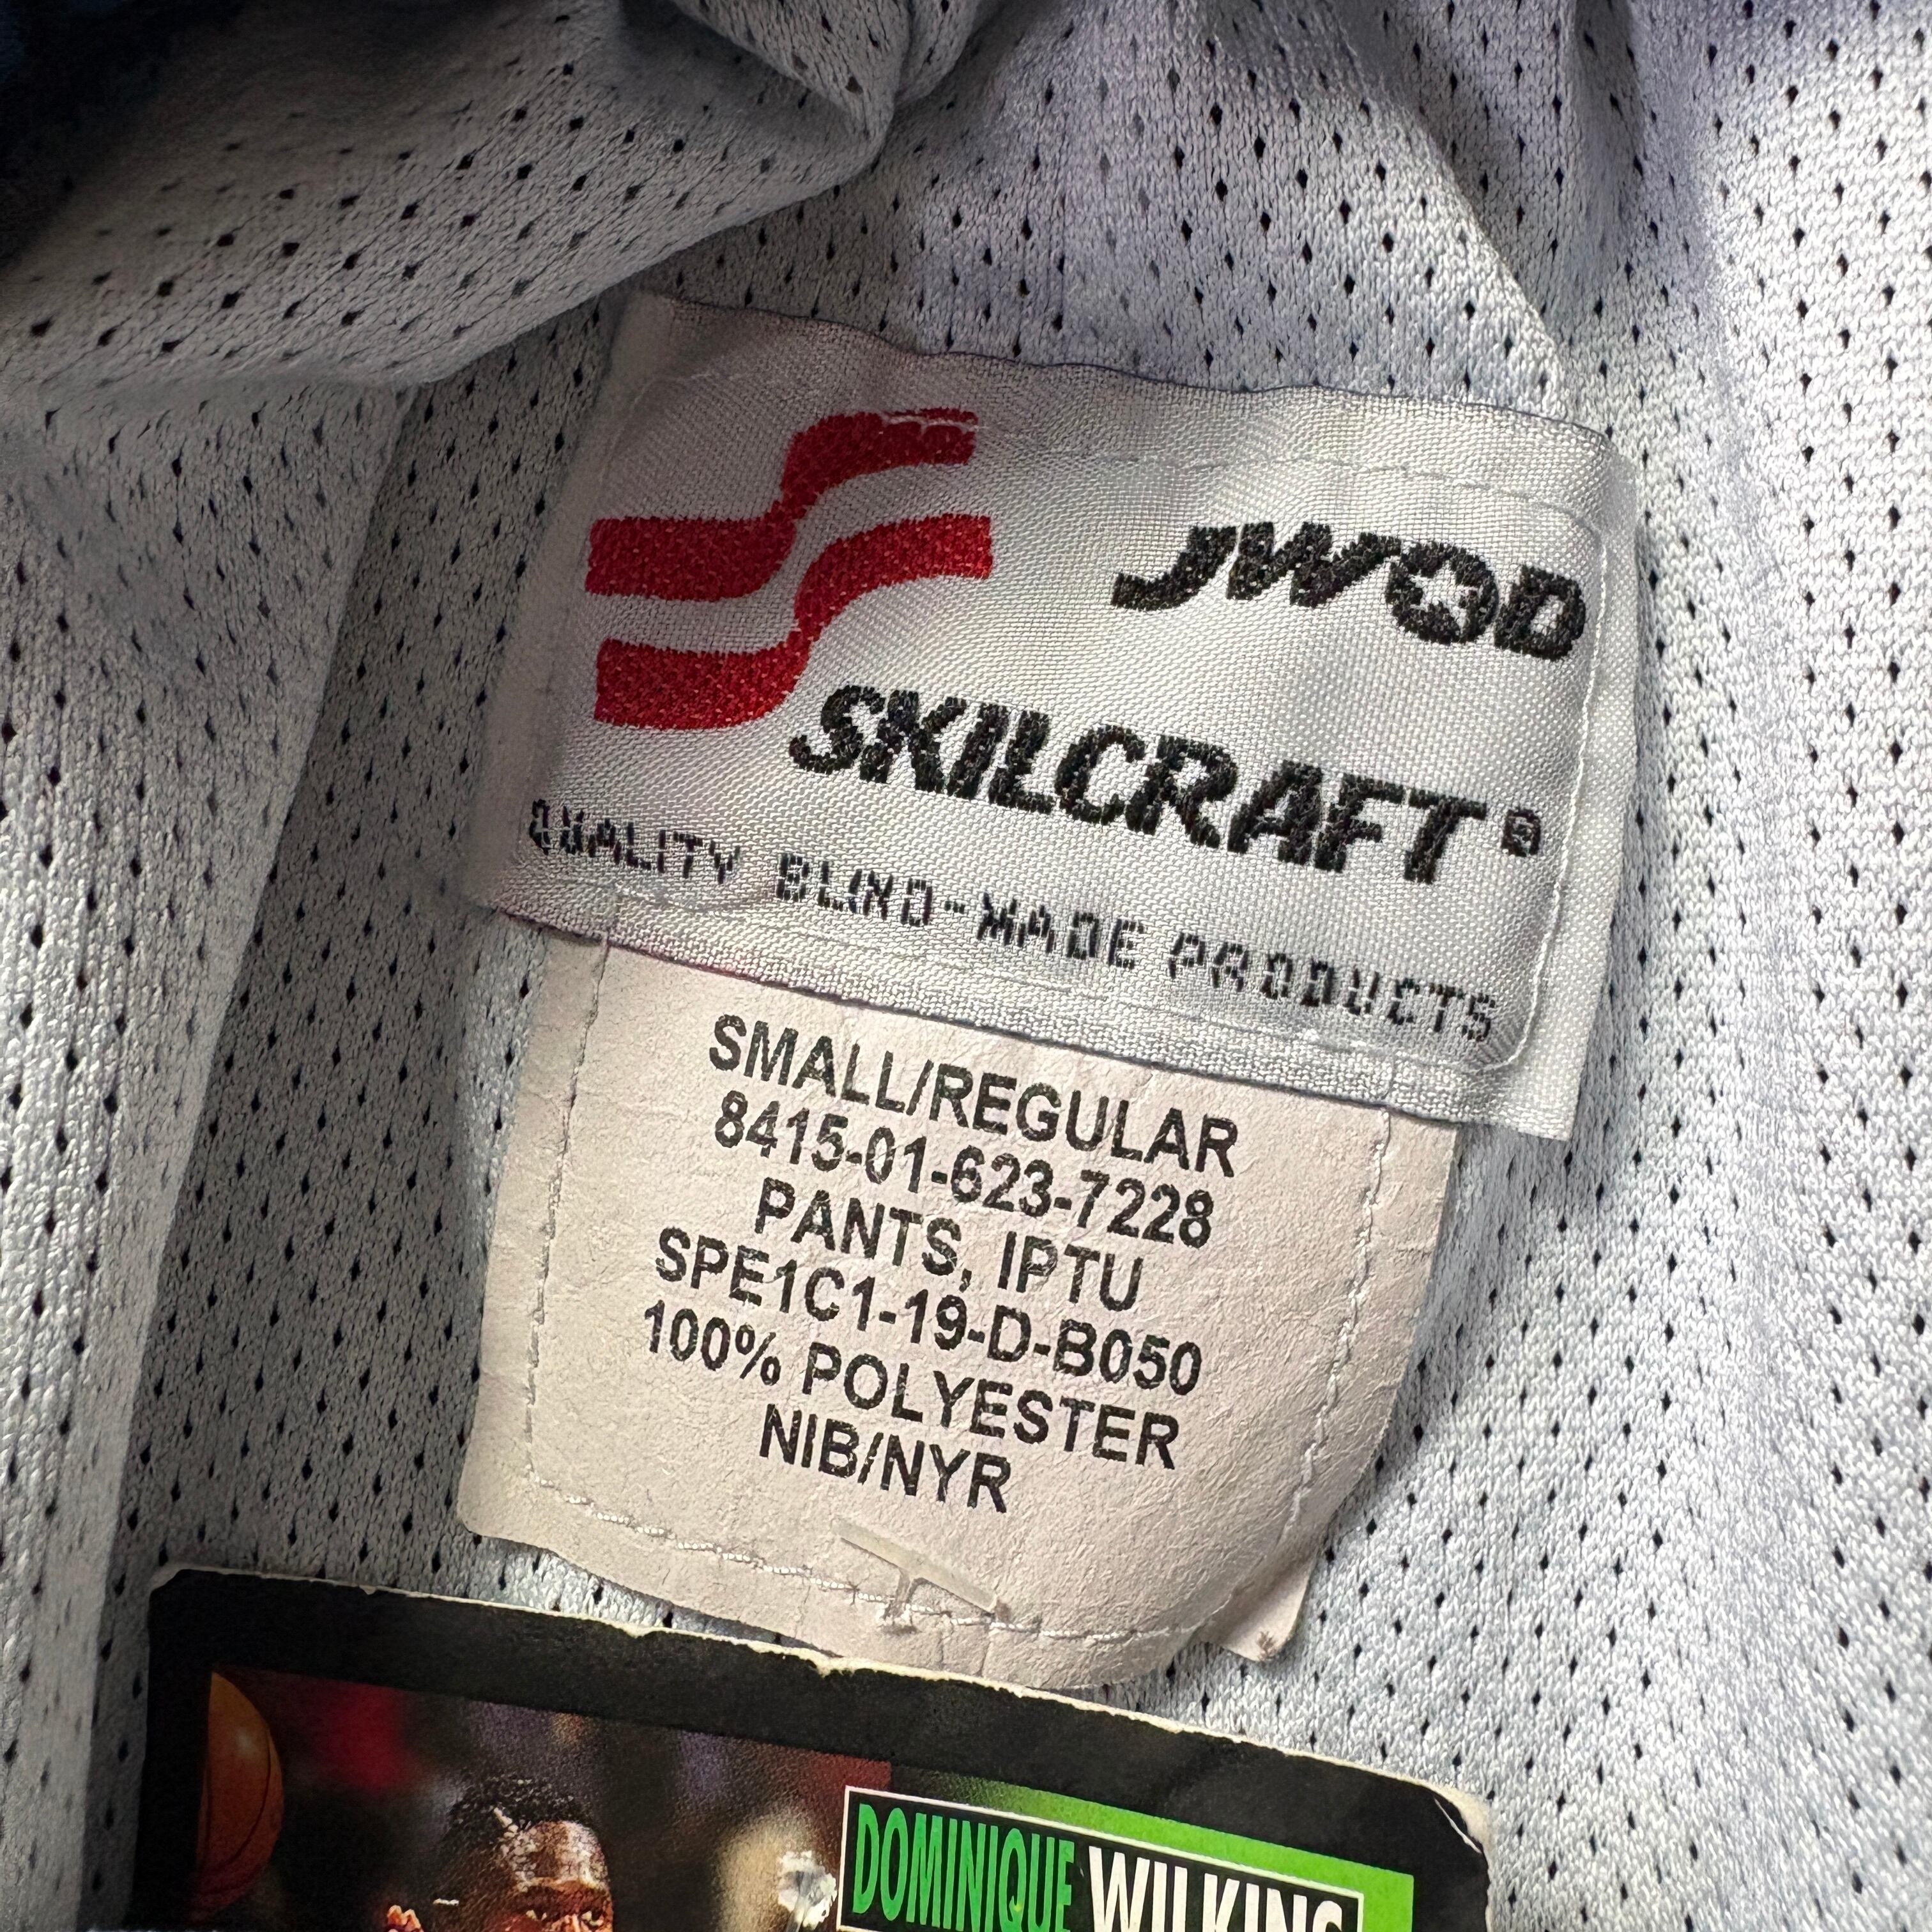 JWOD
SKILCRAFT®
QUALITY BLIND-MADE PRODUCTS
SMALL/REGULAR
8415-01-623-7228
PANTS, IPTU
SPE1C1-19-D-B050
100% POLYESTER
NIB/NYR
DOMINIQUE WILKINS